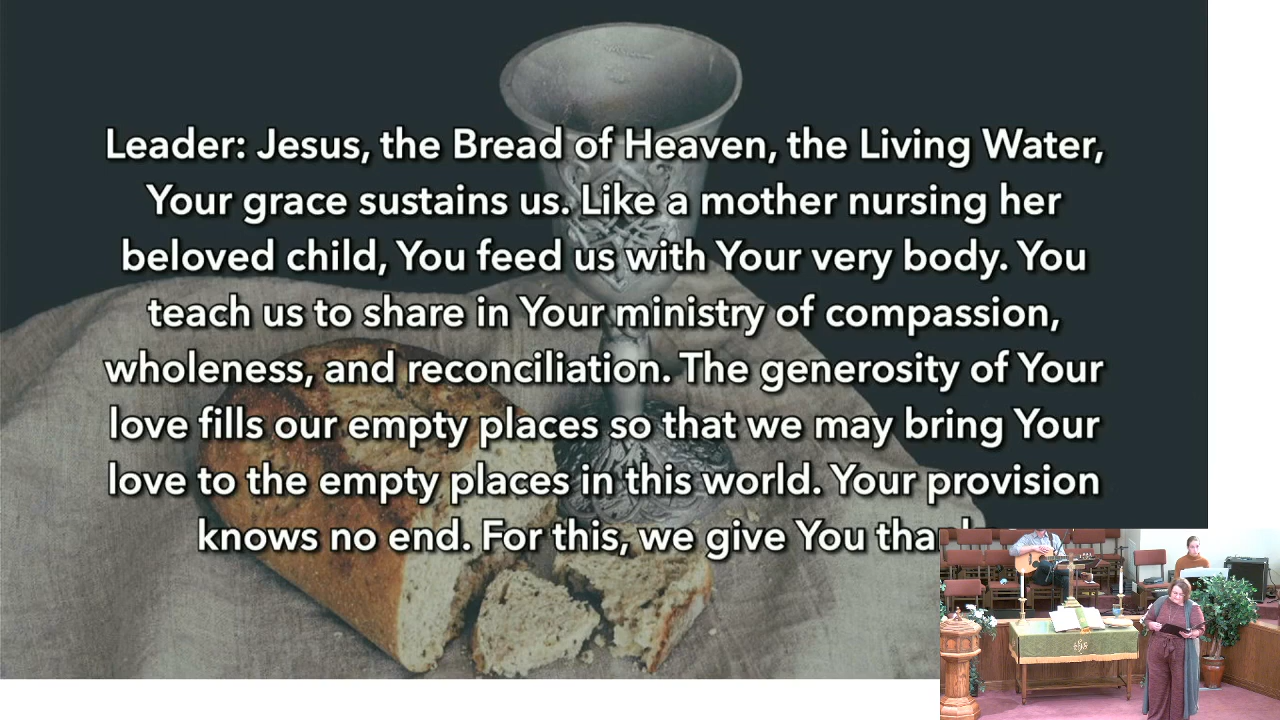 Leader: Jesus, the Bread of Heaven, the Living Water,
Your grace sustains us. Like a mother nursing her
beloved child, You feed us with Your very body. You
teach us to share in Your ministry of compassion,
wholeness, and reconciliation. The generosity of Your
love fills our empty places so that we may bring Your
love to the empty places in this world. Your provision
knows no end. For this, we give You